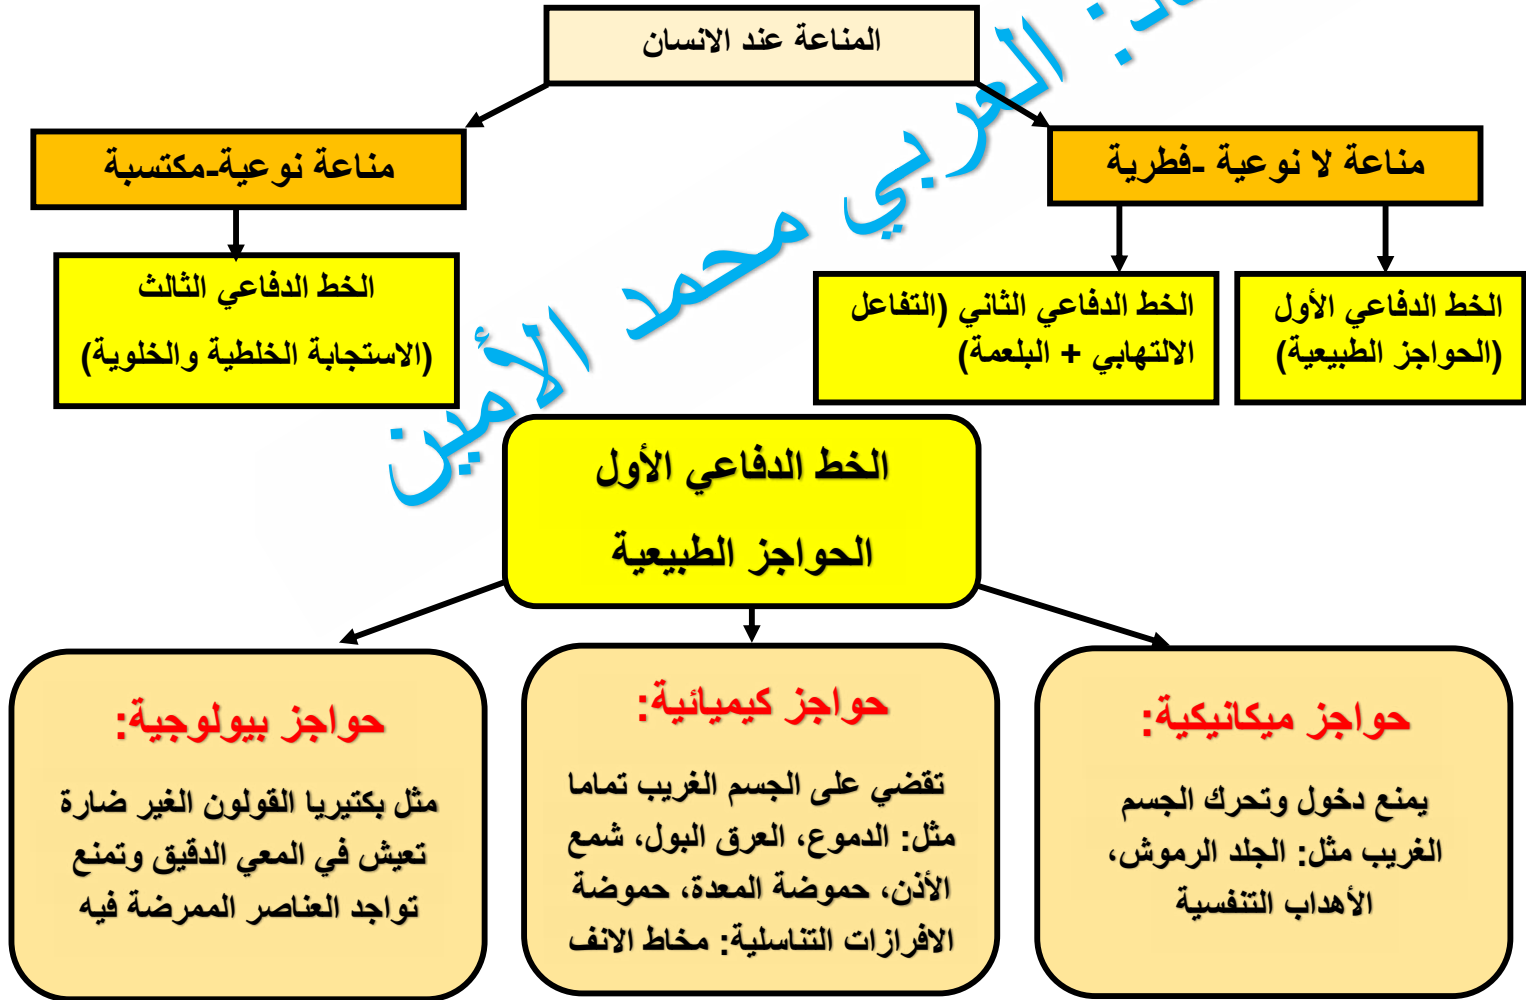 المناعة عند الانسان
مناعة لا نوعية -فطرية
مناعة نوعية-مكتسبة
الخط الدفاعي الأول
(الحواجز الطبيعية)
الخط الدفاعي الثاني (التفاعل
الالتهابي + البلعمة)
الخط الدفاعي الثالث
(الاستجابة الخلطية والخلوية)
العربي محمد الأمين
الخط الدفاعي الأول
الحواجز الطبيعية
حواجز ميكانيكية:
يمنع دخول وتحرك الجسم
الغريب مثل: الجلد الرموش،
الأهداب التنفسية
حواجز كيميائية:
تقضي على الجسم الغريب تماما
مثل: الدموع، العرق البول، شمع
الأذن، حموضة المعدة، حموضة
الافرازات التناسلية: مخاط الانف
حواجز بيولوجية:
مثل بكتيريا القولون الغير ضارة
تعيش في المعي الدقيق وتمنع
تواجد العناصر الممرضة فيه